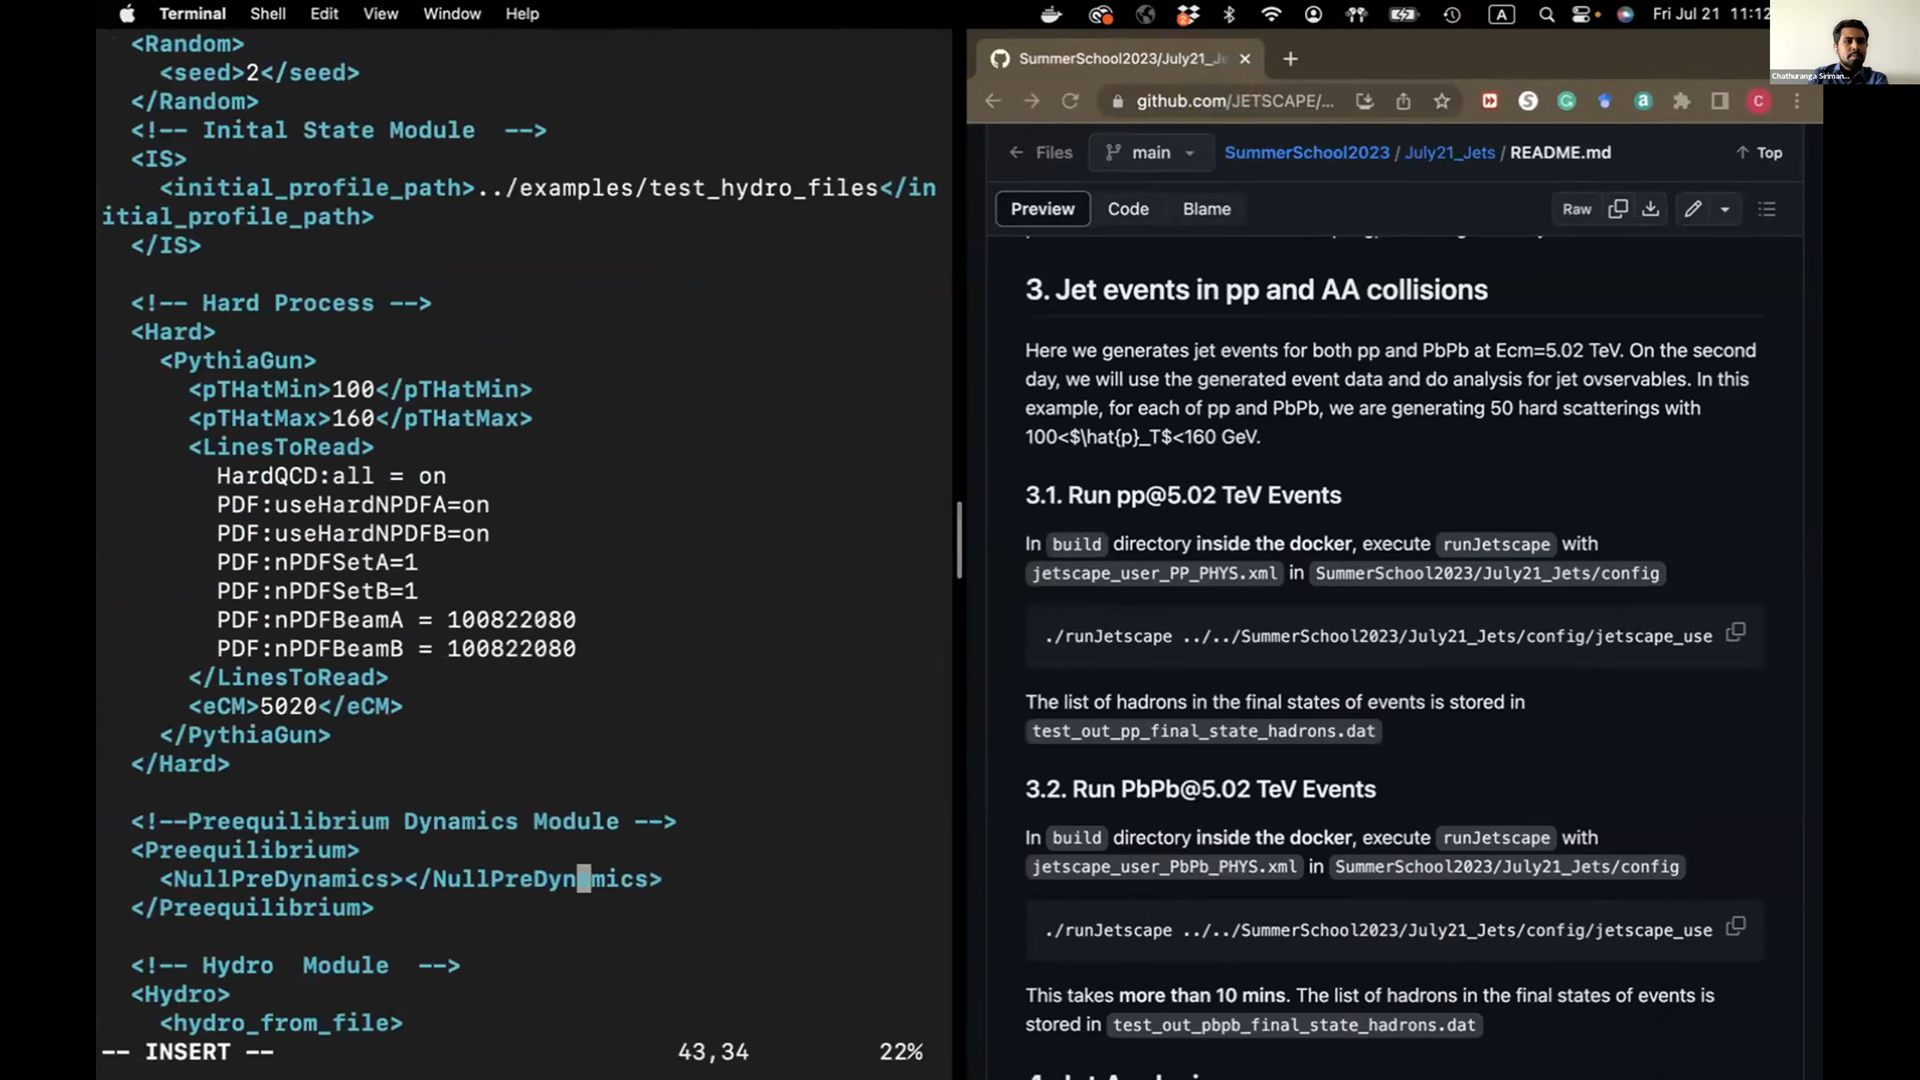 Terminal Shell Edit View Window Help
A
Fri Jul 21 11:12
Chathuranga Siriman...
<Random>
<seed>2</seed>
</Random>
<!-- Inital State Module -->
<IS>
<initial_profile_path>../examples/test_hydro_files</in
itial_profile_path>
</IS>
<!-- Hard Process -->
<Hard>
<PythiaGun>
<pTHatMin>100</pTHatMin>
<pTHatMax>160</pTHatMax>
<LinesToRead>
HardQCD:all = on
PDF:useHardNPDFA=on
PDF:useHardNPDFB=on
PDF:nPDFSetA=1
PDF:nPDFSetB=1
PDF:nPDFBeamA = 100822080
PDF:nPDFBeamB = 100822080
</LinesToRead>
<eCM>5020</eCM>
</PythiaGun>
</Hard>
<!--Preequilibrium Dynamics Module -->
<Preequilibrium>
<NullPreDynamics></NullPreDynamics>
</Preequilibrium>
<!-- Hydro Module -->
<Hydro>
<hydro_from_file>
-- INSERT -- 43,34 22%
SummerSchool2023/July21_Je
github.com/JETSCAPE/...
Files main SummerSchool2023 / July21_Jets / README.md Top
Preview Code Blame Raw
3. Jet events in pp and AA collisions
Here we generates jet events for both pp and PbPb at Ecm=5.02 TeV. On the second
day, we will use the generated event data and do analysis for jet ovservables. In this
example, for each of pp and PbPb, we are generating 50 hard scatterings with
100<$\hat{p}_T$<160 GeV.
3.1. Run pp@5.02 TeV Events
In build directory inside the docker, execute runJetscape with
jetscape_user_PP_PHYS.xml in SummerSchool2023/July21_Jets/config
./runJetscape ../../SummerSchool2023/July21_Jets/config/jetscape_use
The list of hadrons in the final states of events is stored in
test_out_pp_final_state_hadrons.dat
3.2. Run PbPb@5.02 TeV Events
In build directory inside the docker, execute runJetscape with
jetscape_user_PbPb_PHYS.xml in SummerSchool2023/July21_Jets/config
./runJetscape ../../SummerSchool2023/July21_Jets/config/jetscape_use
This takes more than 10 mins. The list of hadrons in the final states of events is
stored in test_out_pbpb_final_state_hadrons.dat